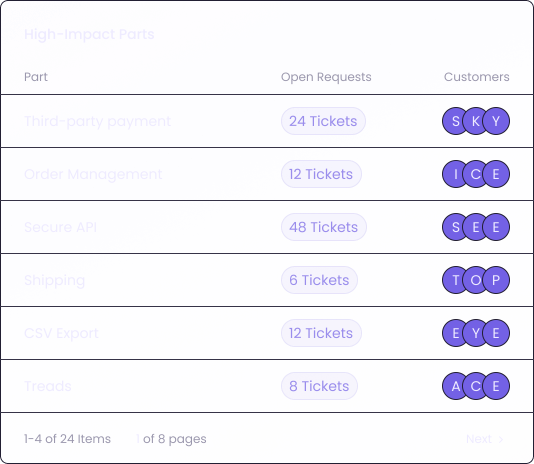 High-Impact Parts
Part Open Requests Customers
Third-party payment 24 Tickets S K Y
Order Management 12 Tickets I C E
Secure API 48 Tickets S E E
Shipping 6 Tickets T O P
CSV Export 12 Tickets E Y E
Treads 8 Tickets A C E
1-4 of 24 Items 1 of 8 pages Next ›